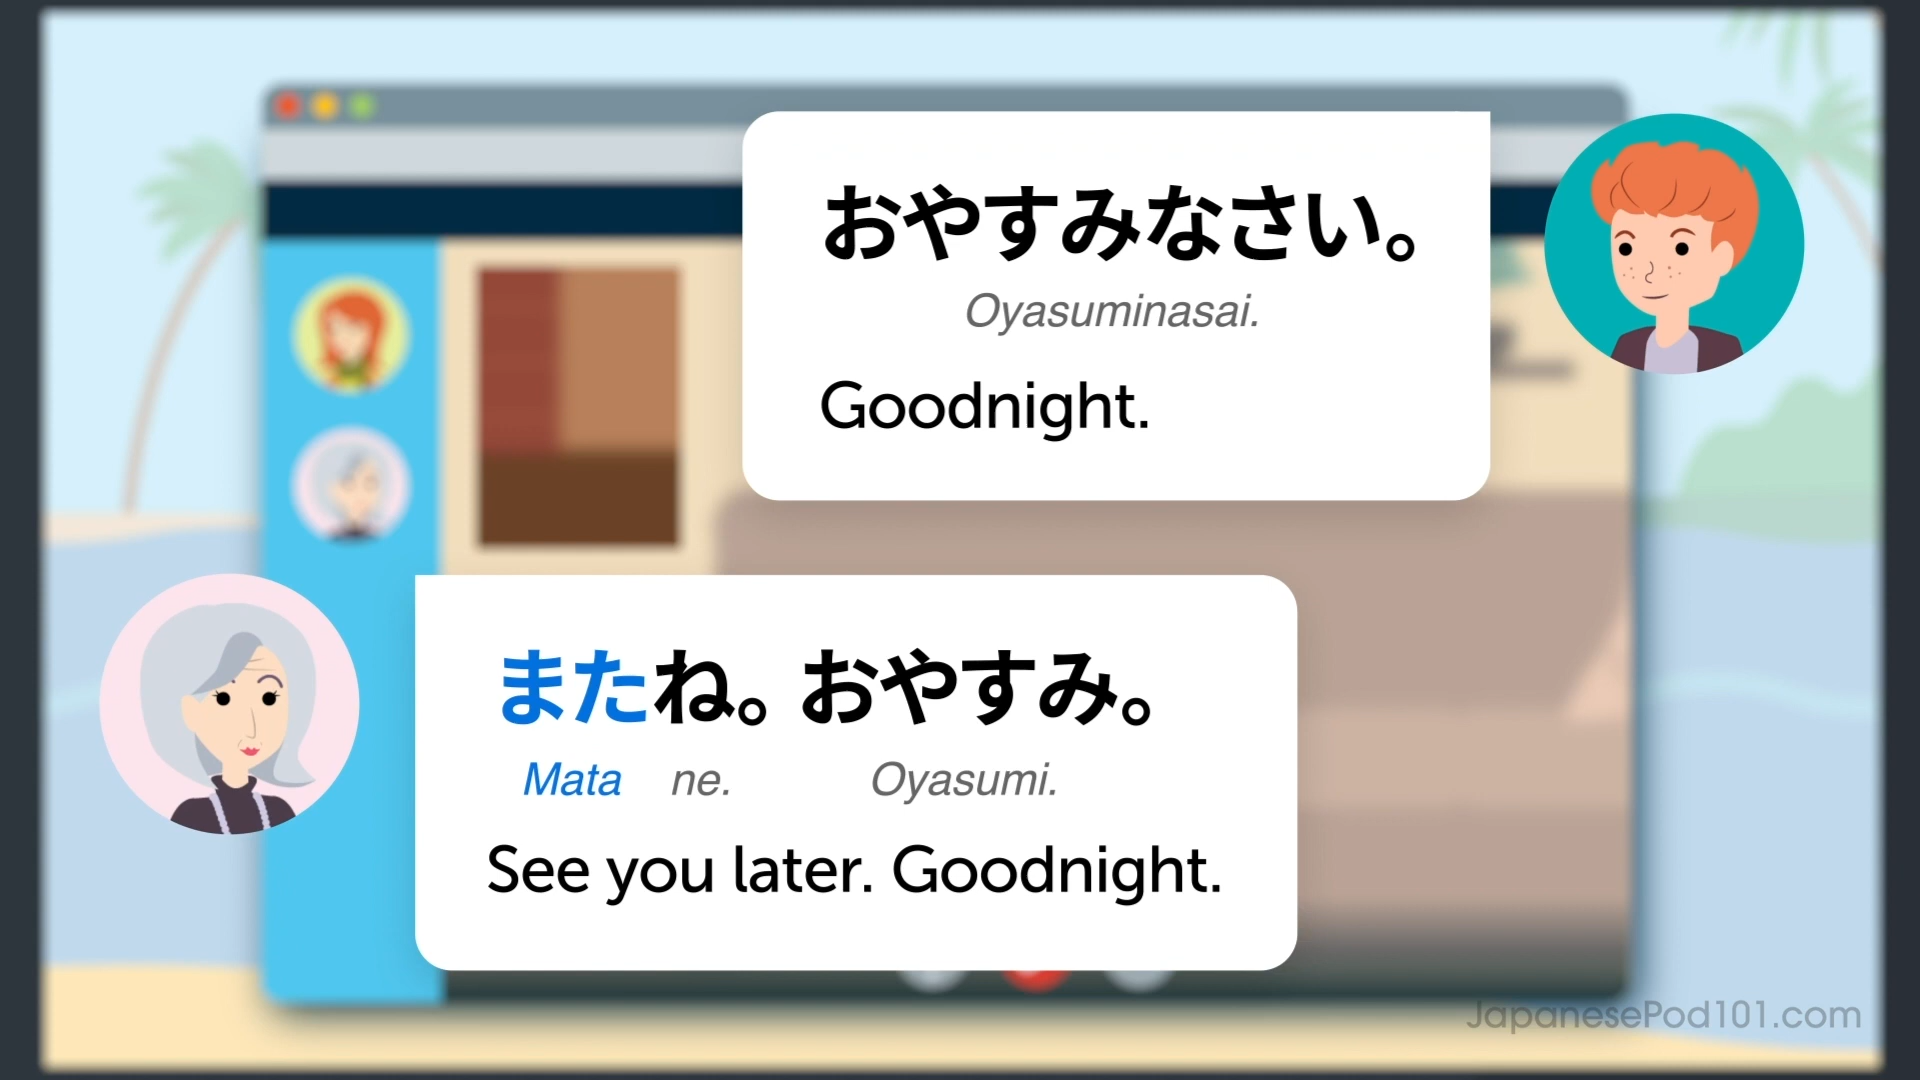 おやすみなさい。
Oyasuminasai.
Goodnight.
またね。 おやすみ。
Mata ne. Oyasumi.
See you later. Goodnight.
JapanesePod101.com